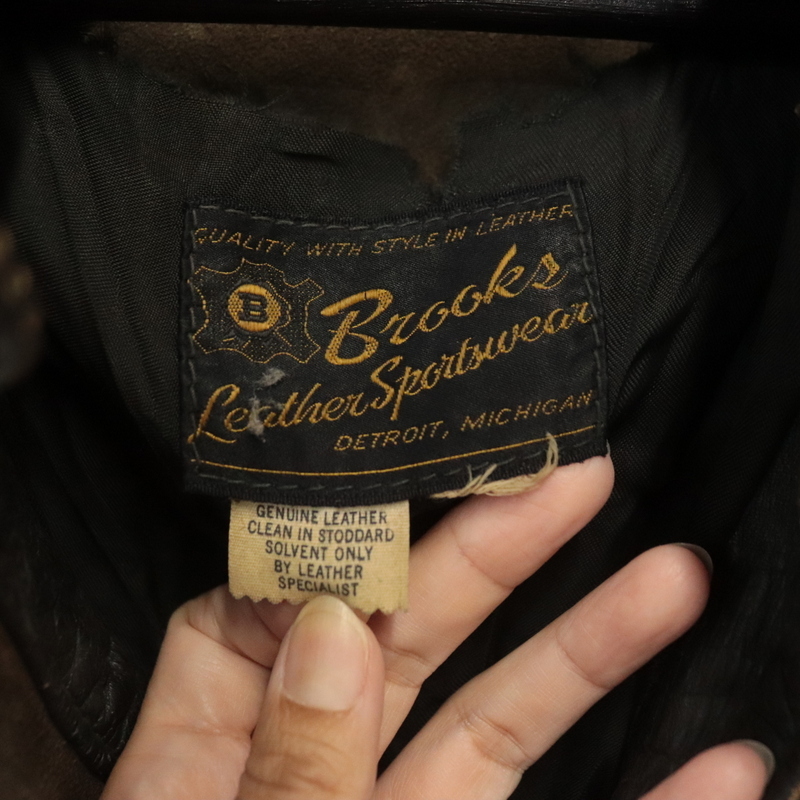 QUALITY WITH STYLE IN LEATHER
B
Brooks
Leather Sportswear
DETROIT, MICHIGAN
GENUINE LEATHER
CLEAN IN STODDARD
SOLVENT ONLY
BY LEATHER
SPECIALIST